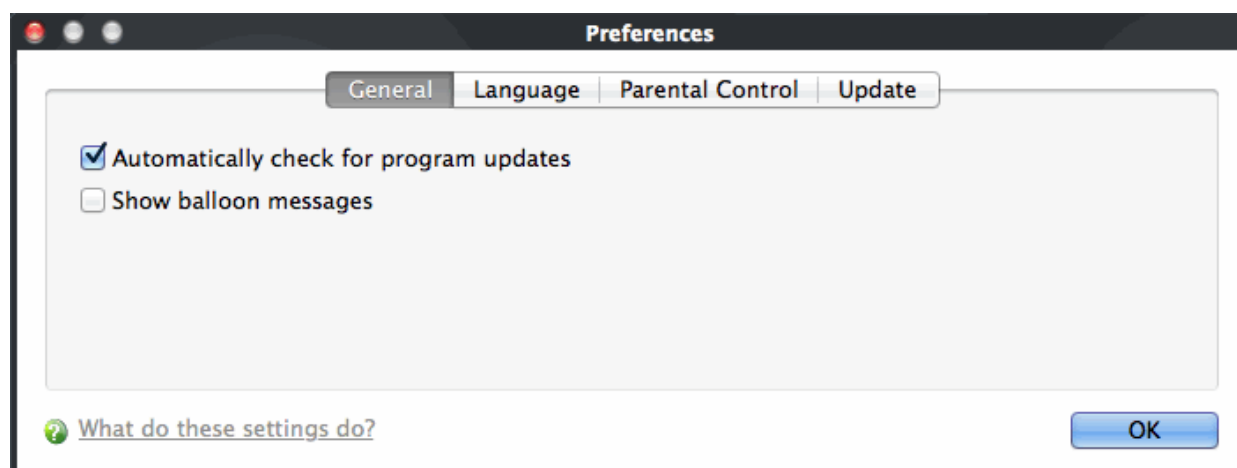 Preferences
General Language Parental Control Update
Automatically check for program updates
Show balloon messages
What do these settings do?
OK